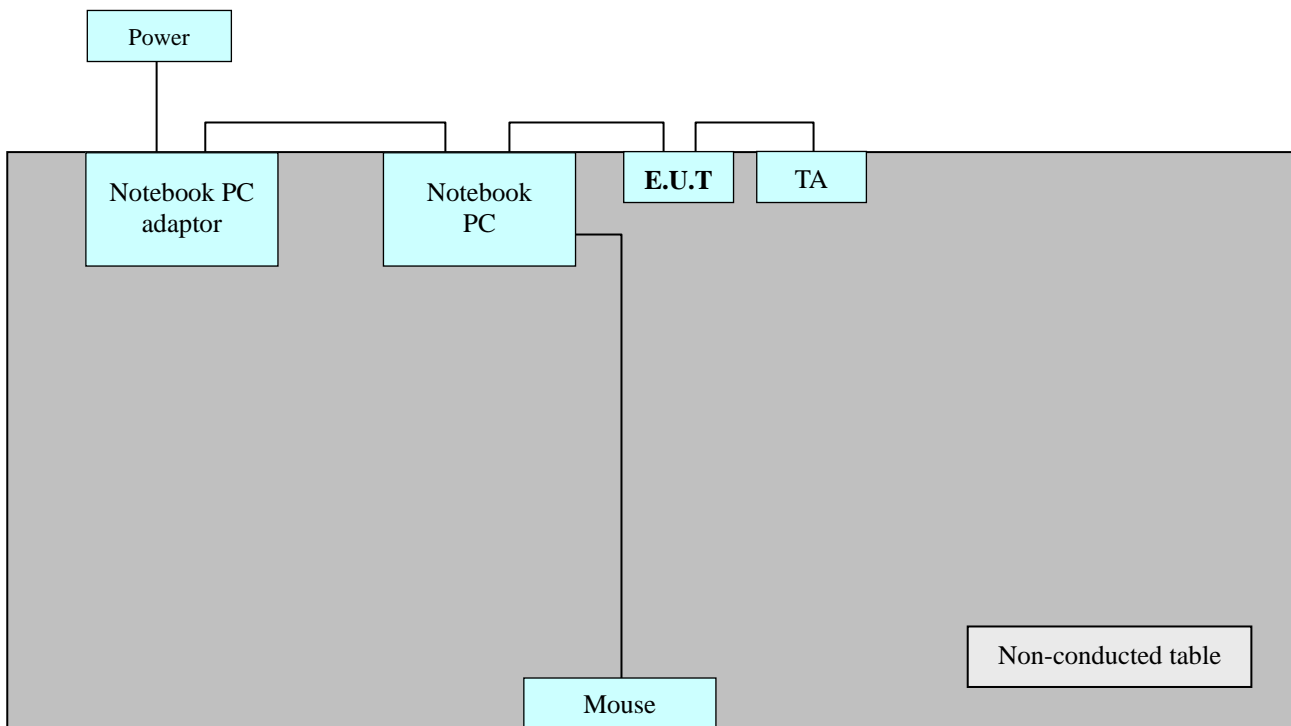 Power
Notebook PC
adaptor
Notebook
PC
E.U.T
TA
Non-conducted table
Mouse